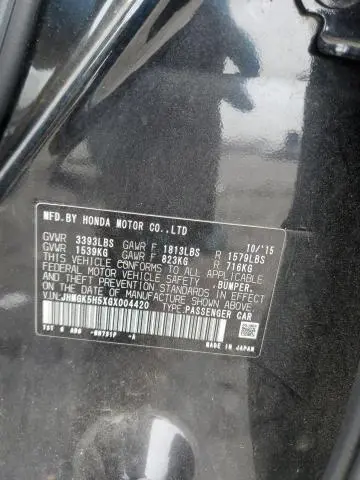 MFD.BY HONDA MOTOR CO.,LTD 10/'15
GVWR 3393LBS GAWR F 1813LBS R 1579LBS
GVWR 1539KG GAWR F 823KG R 716KG
THIS VEHICLE CONFORMS TO ALL APPLICABLE
FEDERAL MOTOR VEHICLE SAFETY, BUMPER,
AND THEFT PREVENTION STANDARDS IN EFFECT
ON THE DATE OF MANUFACTURE SHOWN ABOVE.
V.I.N:JHMGK5H5XGX004420 TYPE:PASSENGER CAR
-A
MADE IN JAPAN